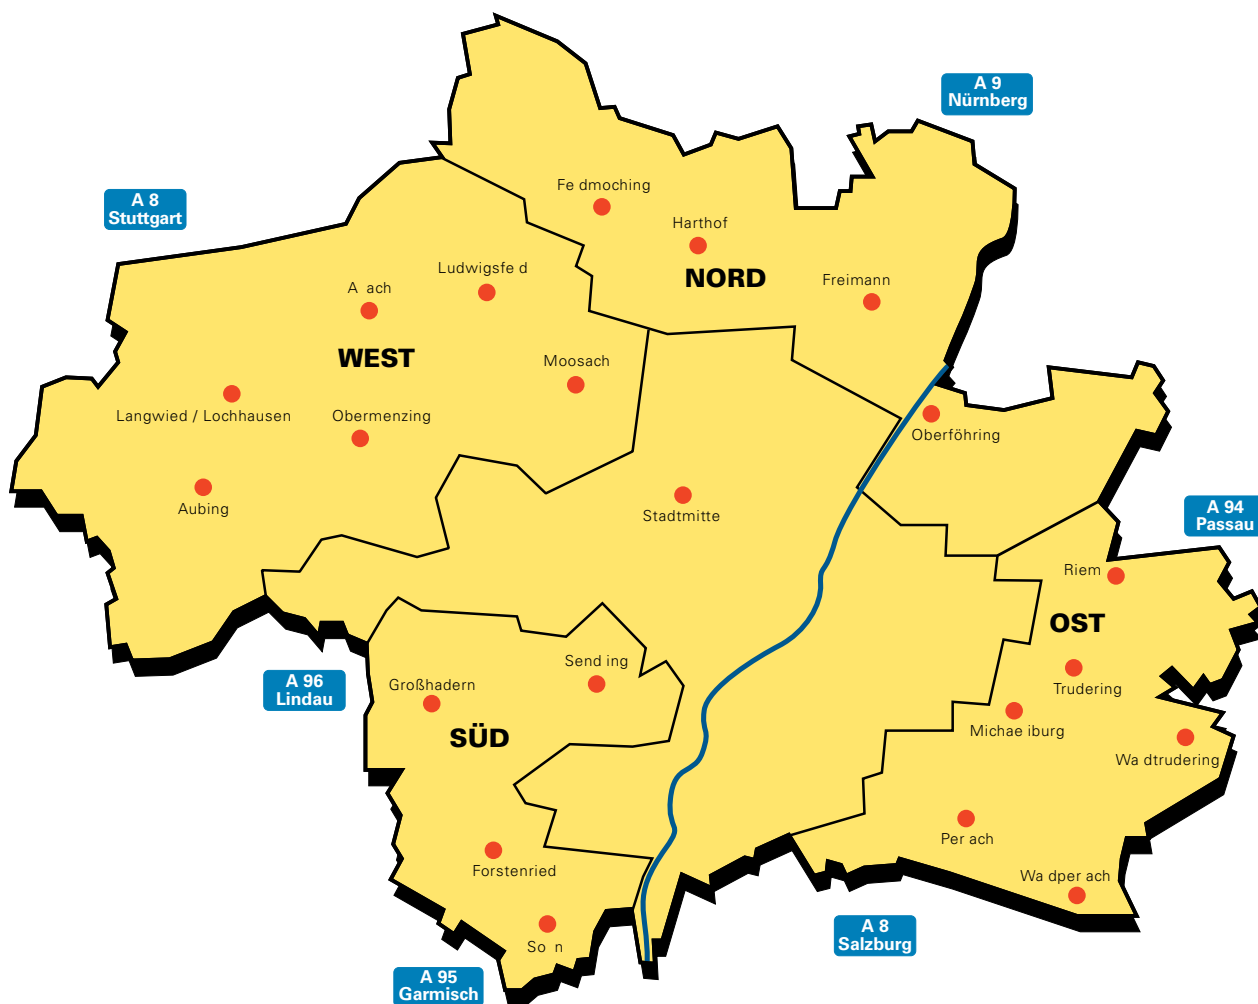 A 9
Nürnberg
A 8
Stuttgart
Fe dmoching
Harthof
NORD
Freimann
Ludwigsfe d
A ach
WEST
Moosach
Langwied / Lochhausen
Obermenzing
Oberföhring
Aubing
Stadtmitte
A 94
Passau
Riem
OST
Trudering
Michae iburg
Wa dtrudering
Send ing
Großhadern
A 96
Lindau
SÜD
Per ach
Forstenried
Wa dper ach
So n
A 8
Salzburg
A 95
Garmisch